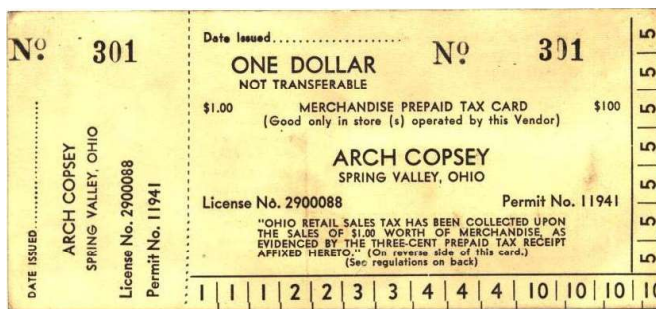 Nº 301
DATE ISSUED
ARCH COPSEY
SPRING VALLEY, OHIO
License No. 2900088
Permit No. 11941
Date Issued
ONE DOLLAR
NOT TRANSFERABLE
Nº 301
$1.00 MERCHANDISE PREPAID TAX CARD $100
(Good only in store (s) operated by this Vendor)
ARCH COPSEY
SPRING VALLEY, OHIO
License No. 2900088 Permit No. 11941
"OHIO RETAIL SALES TAX HAS BEEN COLLECTED UPON
THE SALES OF $1.00 WORTH OF MERCHANDISE, AS
EVIDENCED BY THE THREE-CENT PREPAID TAX RECEIPT
AFFIXED HERETO." (On reverse side of this card.)
(See regulations on back)
1 1 1 2 2 3 3 4 4 4 10 10 10 10
5 5 5 5 5 5 5